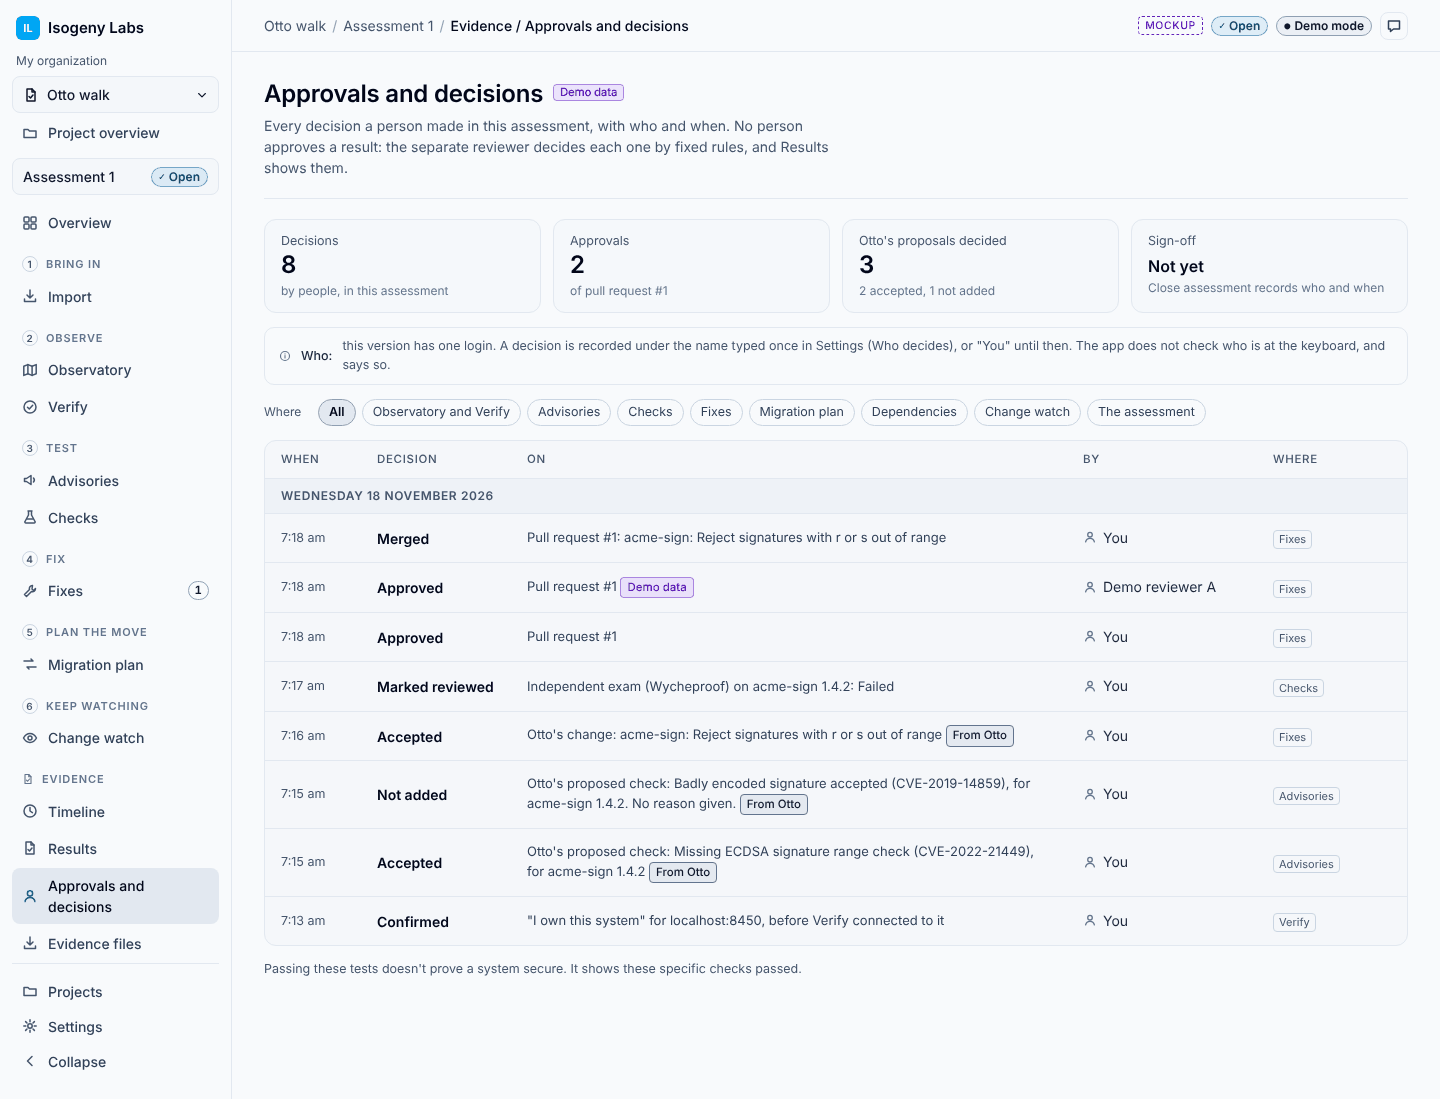 IL Isogeny Labs
My organization
Otto walk
Project overview
Assessment 1 ✓ Open
Overview
1 BRING IN
Import
2 OBSERVE
Observatory
Verify
3 TEST
Advisories
Checks
4 FIX
Fixes 1
5 PLAN THE MOVE
Migration plan
6 KEEP WATCHING
Change watch
EVIDENCE
Timeline
Results
Approvals and
decisions
Evidence files
Projects
Settings
Collapse
Otto walk / Assessment 1 / Evidence / Approvals and decisions
MOCKUP ✓ Open ● Demo mode
Approvals and decisions Demo data
Every decision a person made in this assessment, with who and when. No person
approves a result: the separate reviewer decides each one by fixed rules, and Results
shows them.
Decisions
8
by people, in this assessment
Approvals
2
of pull request #1
Otto's proposals decided
3
2 accepted, 1 not added
Sign-off
Not yet
Close assessment records who and when
Who: this version has one login. A decision is recorded under the name typed once in Settings (Who decides), or "You" until then. The app does not check who is at the keyboard, and
says so.
Where All Observatory and Verify Advisories Checks Fixes Migration plan Dependencies Change watch The assessment
WHEN DECISION ON BY WHERE
WEDNESDAY 18 NOVEMBER 2026
7:18 am Merged Pull request #1: acme-sign: Reject signatures with r or s out of range You Fixes
7:18 am Approved Pull request #1 Demo data Demo reviewer A Fixes
7:18 am Approved Pull request #1 You Fixes
7:17 am Marked reviewed Independent exam (Wycheproof) on acme-sign 1.4.2: Failed You Checks
7:16 am Accepted Otto's change: acme-sign: Reject signatures with r or s out of range From Otto You Fixes
7:15 am Not added Otto's proposed check: Badly encoded signature accepted (CVE-2019-14859), for
acme-sign 1.4.2. No reason given. From Otto You Advisories
7:15 am Accepted Otto's proposed check: Missing ECDSA signature range check (CVE-2022-21449),
for acme-sign 1.4.2 From Otto You Advisories
7:13 am Confirmed "I own this system" for localhost:8450, before Verify connected to it You Verify
Passing these tests doesn't prove a system secure. It shows these specific checks passed.